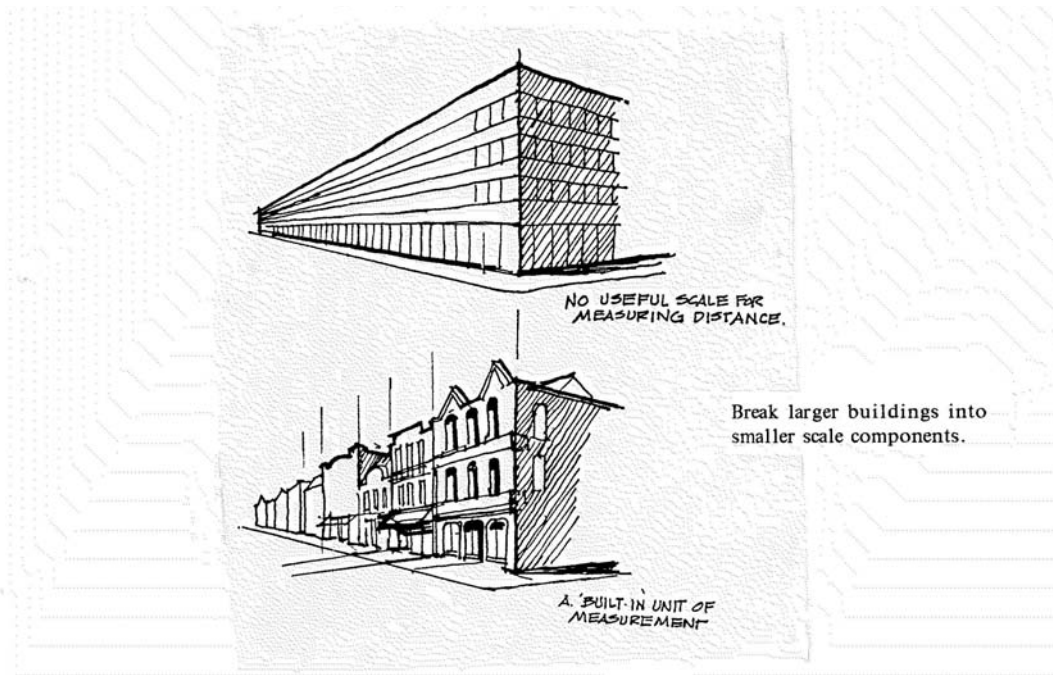 NO USEFUL SCALE FOR
MEASURING DISTANCE.
Break larger buildings into
smaller scale components.
A 'BUILT-IN' UNIT OF
MEASUREMENT